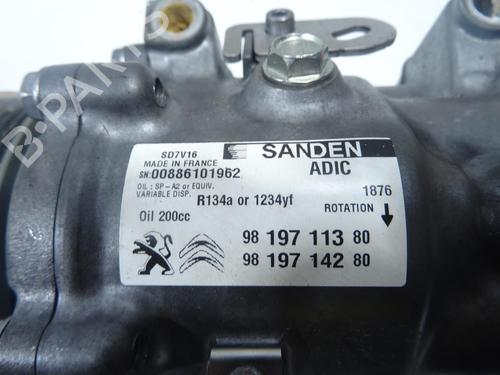 B-PARTS
SD7V16
MADE IN FRANCE
SN:00886101962
OIL : SP-A2 or EQUIV.
VARIABLE DISP.
SANDEN
ADIC
R134a or 1234yf
1876
Oil 200cc
ROTATION
98 197 113 80
98 197 142 80